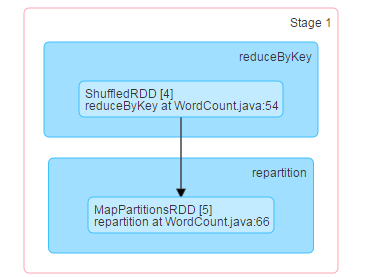 Stage 1
reduceByKey
ShuffledRDD [4]
reduceByKey at WordCount.java:54
repartition
MapPartitionsRDD [5]
repartition at WordCount.java:66